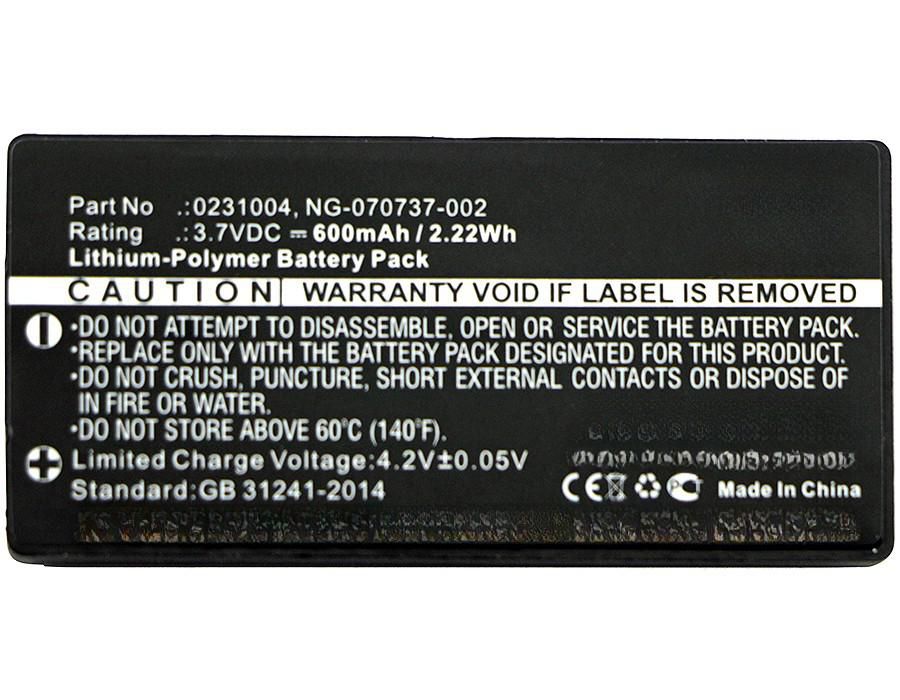 Part No .:0231004, NG-070737-002
Rating .:3.7VDC ⎓ 600mAh / 2.22Wh
Lithium-Polymer Battery Pack
CAUTION WARRANTY VOID IF LABEL IS REMOVED
·DO NOT ATTEMPT TO DISASSEMBLE, OPEN OR SERVICE THE BATTERY PACK.
·REPLACE ONLY WITH THE BATTERY PACK DESIGNATED FOR THIS PRODUCT.
·DO NOT CRUSH, PUNCTURE, SHORT EXTERNAL CONTACTS OR DISPOSE OF
IN FIRE OR WATER.
·DO NOT STORE ABOVE 60°C (140°F).
Limited Charge Voltage:4.2V±0.05V
Standard:GB 31241-2014
CE Made In China